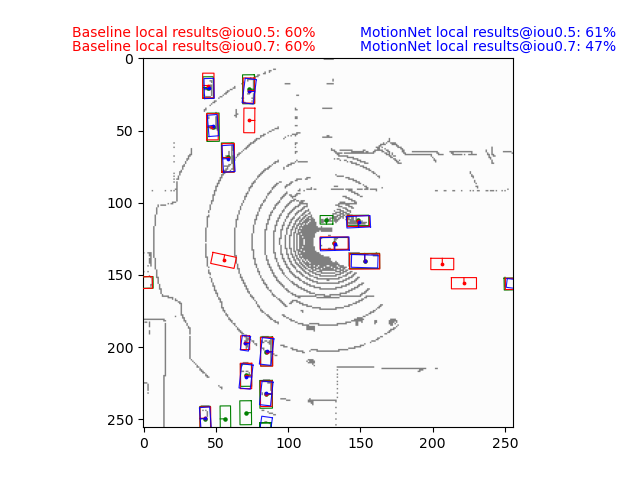 Baseline local results@iou0.5: 60% MotionNet local results@iou0.5: 61%
Baseline local results@iou0.7: 60% MotionNet local results@iou0.7: 47%
0
50
100
150
200
250
0 50 100 150 200 250